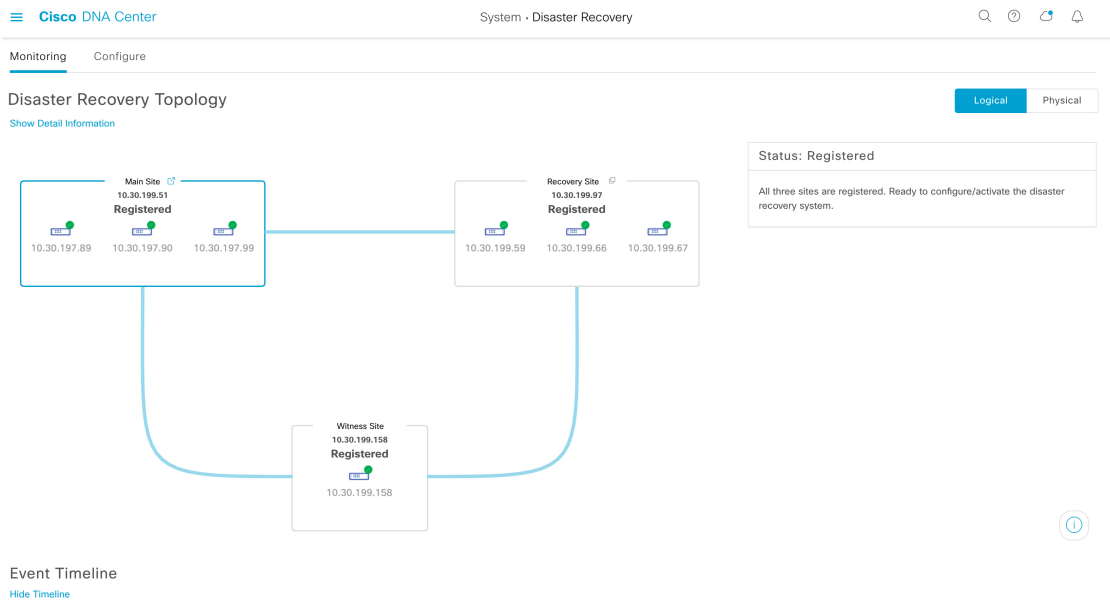 Cisco DNA Center
System · Disaster Recovery
Monitoring
Configure
Disaster Recovery Topology
Show Detail Information
Logical
Physical
Status: Registered
All three sites are registered. Ready to configure/activate the disaster
recovery system.
Main Site
10.30.199.51
Registered
10.30.197.89
10.30.197.90
10.30.197.99
Recovery Site
10.30.199.97
Registered
10.30.199.59
10.30.199.66
10.30.199.67
Witness Site
10.30.199.158
Registered
10.30.199.158
Event Timeline
Hide Timeline